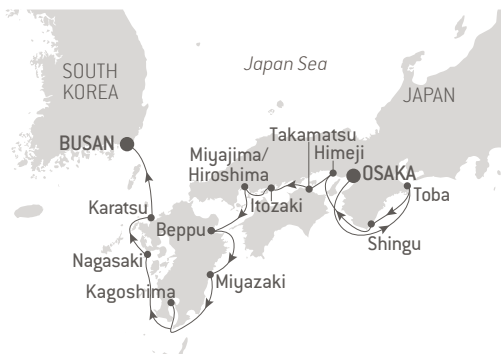 Japan Sea
SOUTH
KOREA
JAPAN
BUSAN
Takamatsu
Miyajima/
Hiroshima
Himeji
OSAKA
Toba
Itozaki
Karatsu
Beppu
Shingu
Nagasaki
Miyazaki
Kagoshima